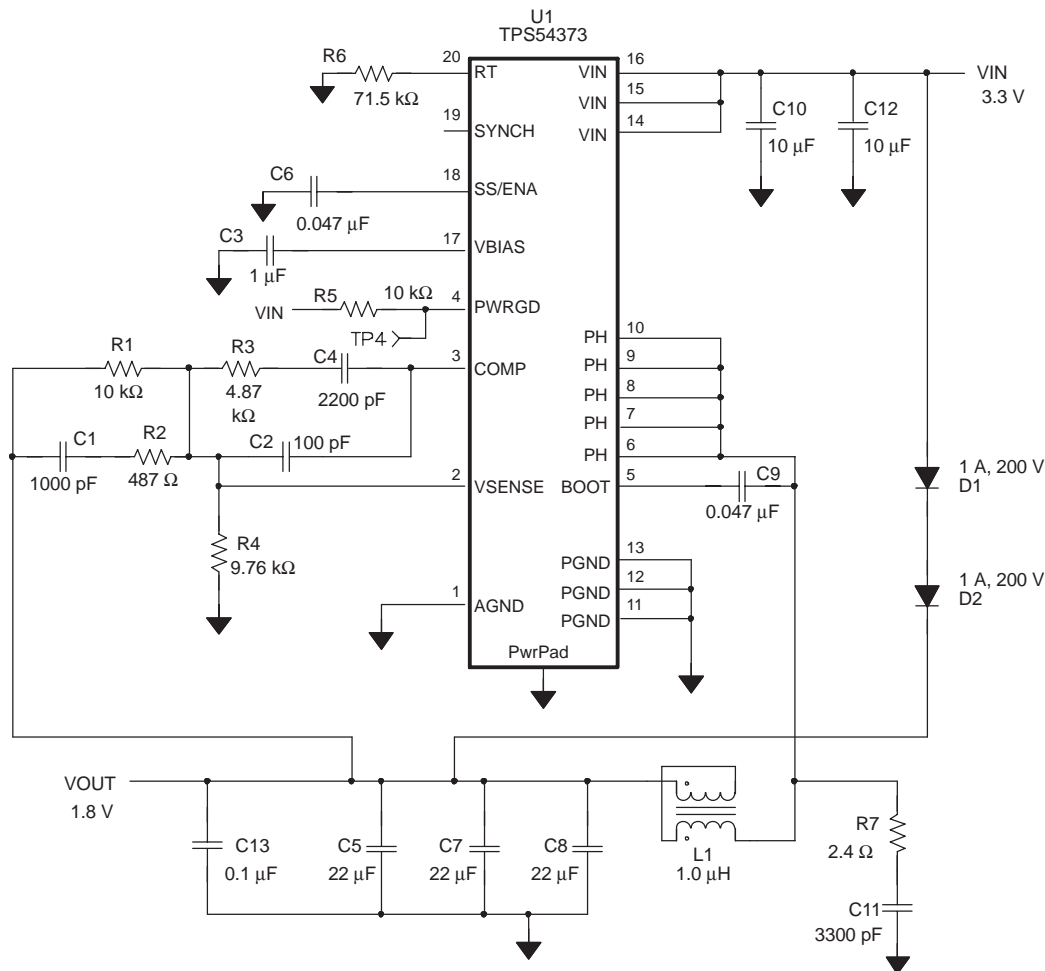 U1
TPS54373
R6
71.5 kΩ
20
RT
VIN
16
VIN
3.3 V
VIN
15
VIN
14
C10
10 μF
C12
10 μF
19
SYNCH
C6
0.047 μF
18
SS/ENA
C3
1 μF
17
VBIAS
VIN
R5
10 kΩ
4
PWRGD
TP4
R1
10 kΩ
R3
4.87
kΩ
C4
2200 pF
3
COMP
PH
10
PH
9
PH
8
PH
7
PH
6
C1
1000 pF
R2
487 Ω
C2
100 pF
2
VSENSE
BOOT
5
C9
0.047 μF
1 A, 200 V
D1
R4
9.76 kΩ
PGND
13
PGND
12
PGND
11
1 A, 200 V
D2
1
AGND
PwrPad
VOUT
1.8 V
C13
0.1 μF
C5
22 μF
C7
22 μF
C8
22 μF
L1
1.0 μH
R7
2.4 Ω
C11
3300 pF